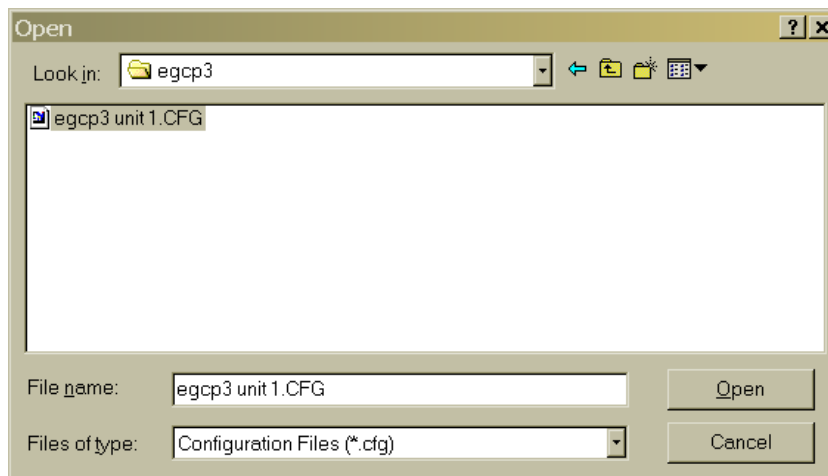 Open
Look in: egcp3
egcp3 unit 1.CFG
File name: egcp3 unit 1.CFG Open
Files of type: Configuration Files (*.cfg) Cancel